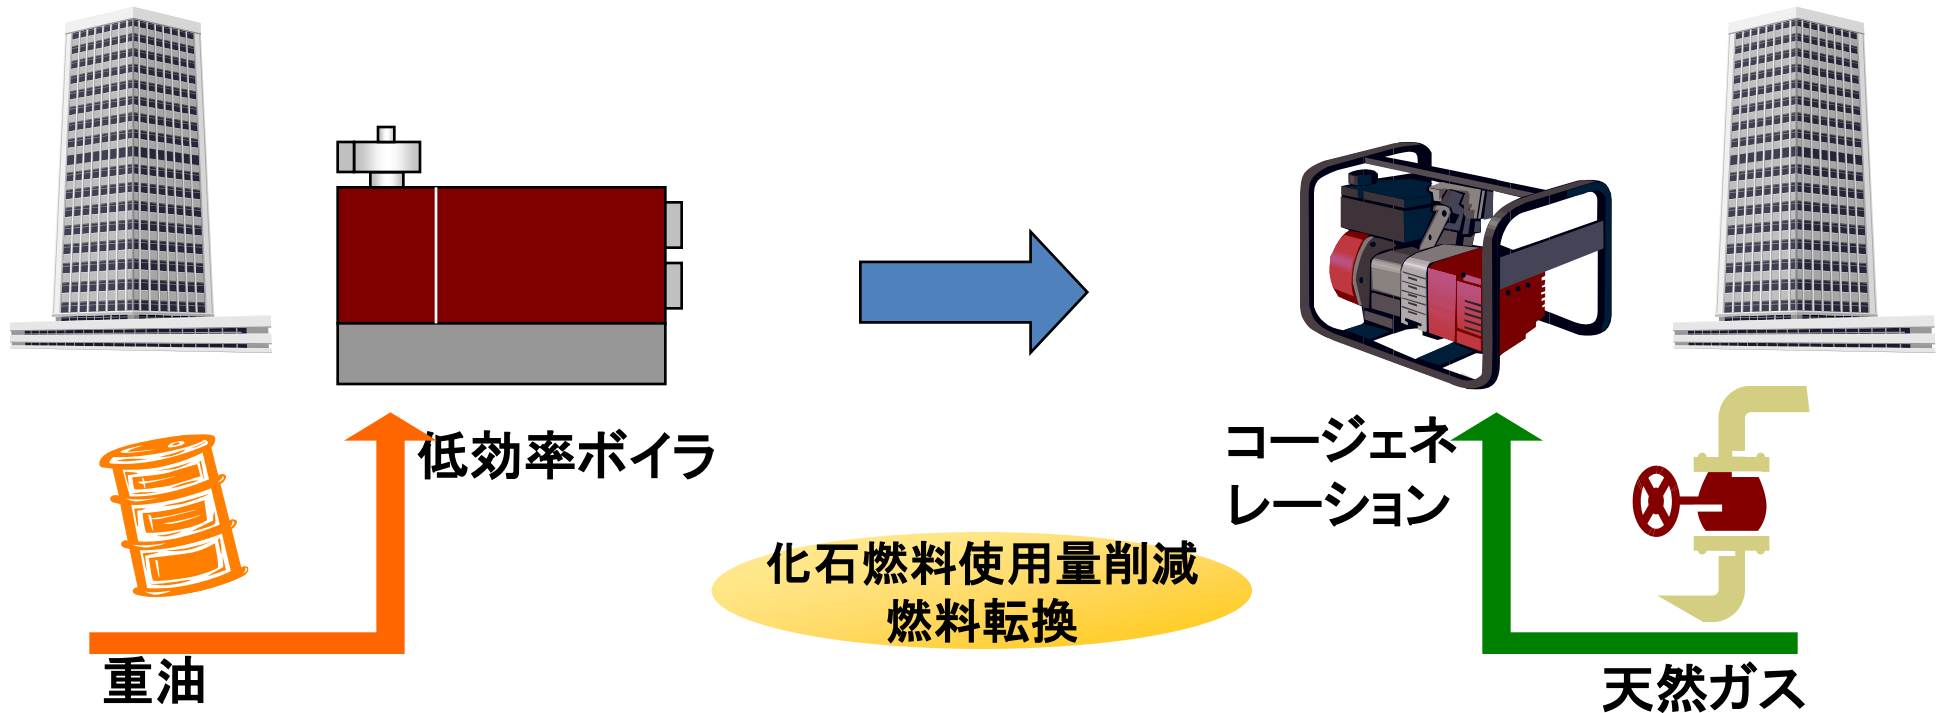 低効率ボイラ
重油
化石燃料使用量削減
燃料転換
コージェネ
レーション
天然ガス